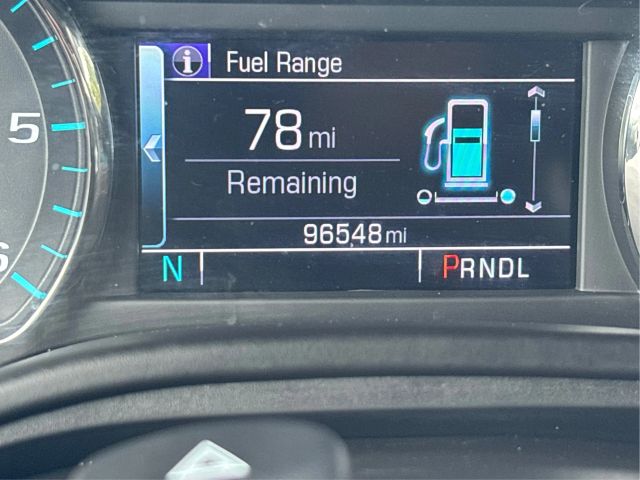 Fuel Range
78 mi
Remaining
96548 mi
N
PRNDL
5
6